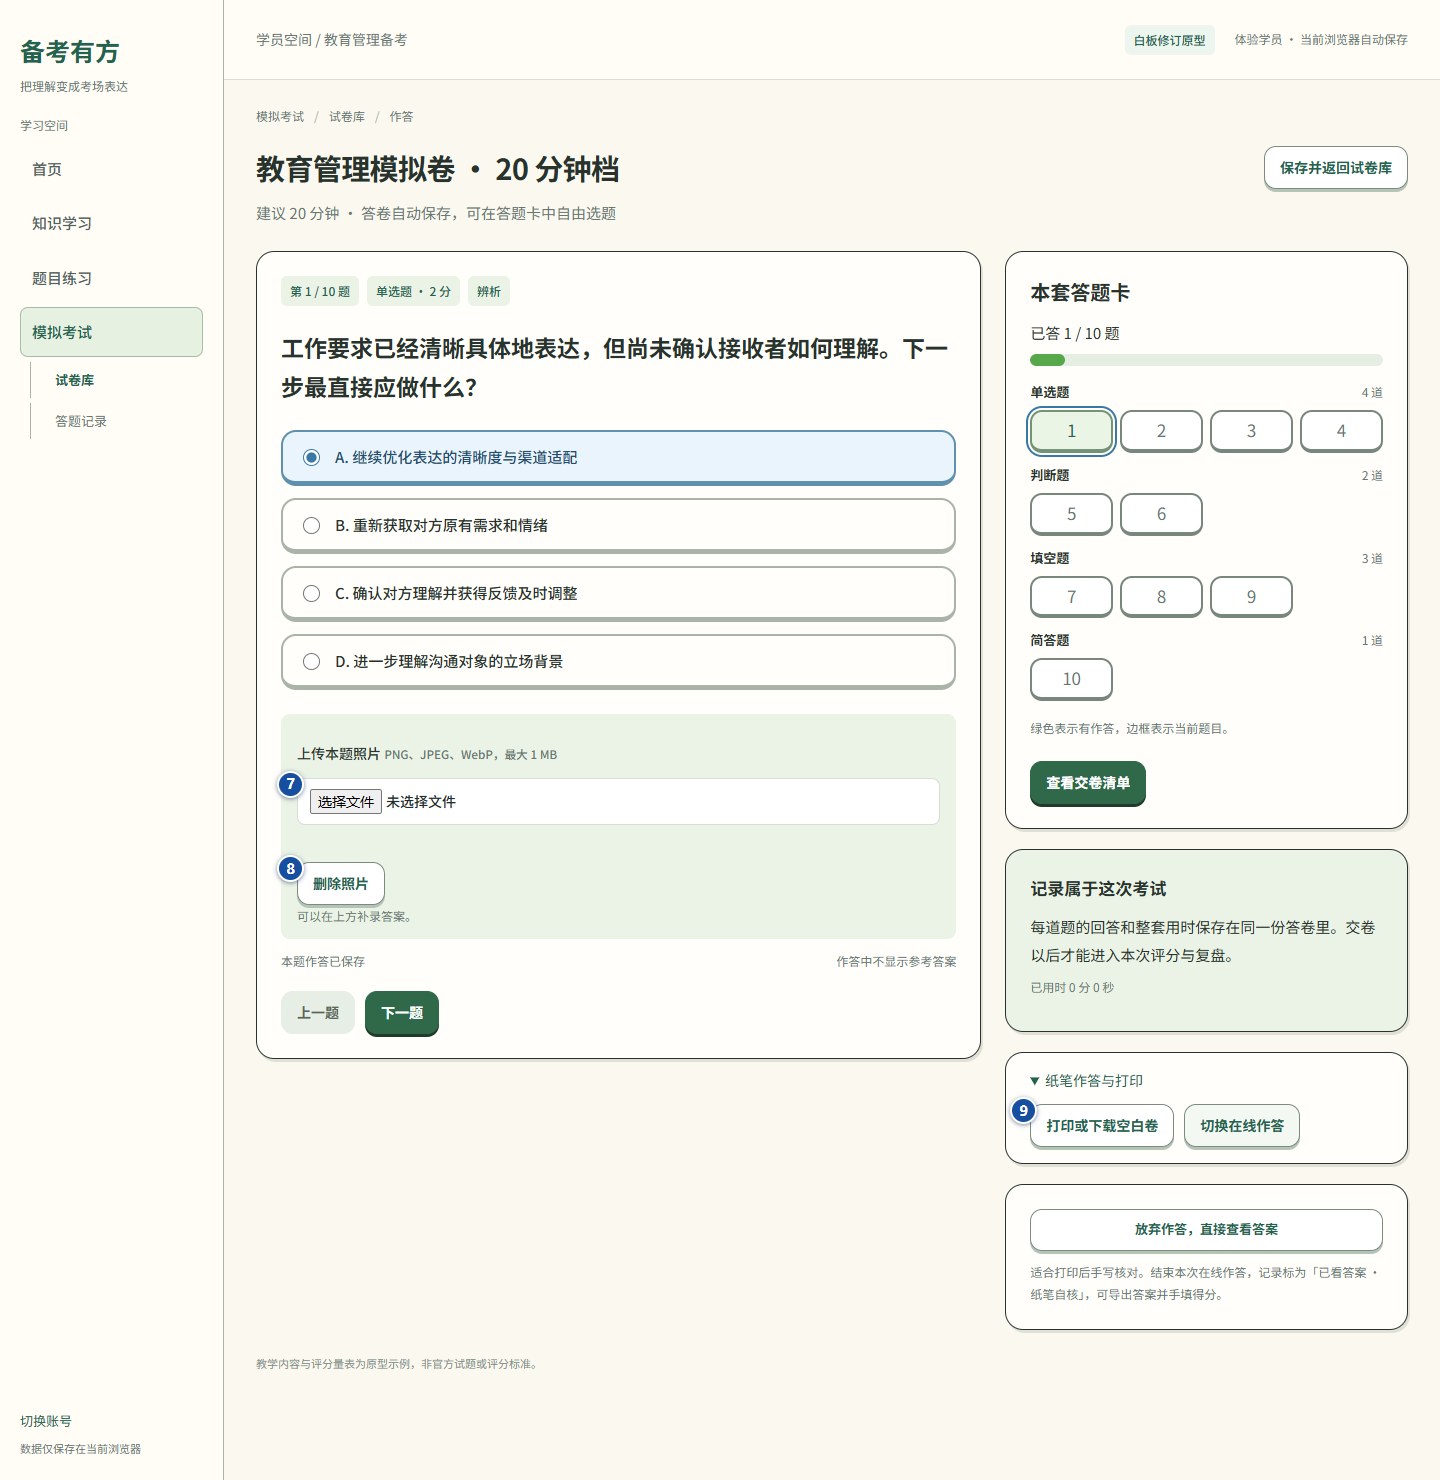 备考有方
把理解变成考场表达
学习空间
首页
知识学习
题目练习
模拟考试
试卷库
答题记录
切换账号
数据仅保存在当前浏览器
学员空间 / 教育管理备考
白板修订原型
体验学员 · 当前浏览器自动保存
模拟考试 / 试卷库 / 作答
教育管理模拟卷 · 20 分钟档
建议 20 分钟 · 答卷自动保存，可在答题卡中自由选题
保存并返回试卷库
第 1 / 10 题
单选题 · 2 分
辨析
工作要求已经清晰具体地表达，但尚未确认接收者如何理解。下一
步最直接应做什么？
A. 继续优化表达的清晰度与渠道适配
B. 重新获取对方原有需求和情绪
C. 确认对方理解并获得反馈及时调整
D. 进一步理解沟通对象的立场背景
上传本题照片 PNG、JPEG、WebP，最大 1 MB
7
选择文件 未选择文件
8
删除照片
可以在上方补录答案。
本题作答已保存
作答中不显示参考答案
上一题
下一题
本套答题卡
已答 1 / 10 题
单选题 4 道
1 2 3 4
判断题 2 道
5 6
填空题 3 道
7 8 9
简答题 1 道
10
绿色表示有作答，边框表示当前题目。
查看交卷清单
记录属于这次考试
每道题的回答和整套用时保存在同一份答卷里。交卷
以后才能进入本次评分与复盘。
已用时 0 分 0 秒
▼ 纸笔作答与打印
9
打印或下载空白卷
切换在线作答
放弃作答，直接查看答案
适合打印后手写核对。结束本次在线作答，记录标为「已看答案 ·
纸笔自核」，可导出答案并手填得分。
教学内容与评分量表为原型示例，非官方试题或评分标准。